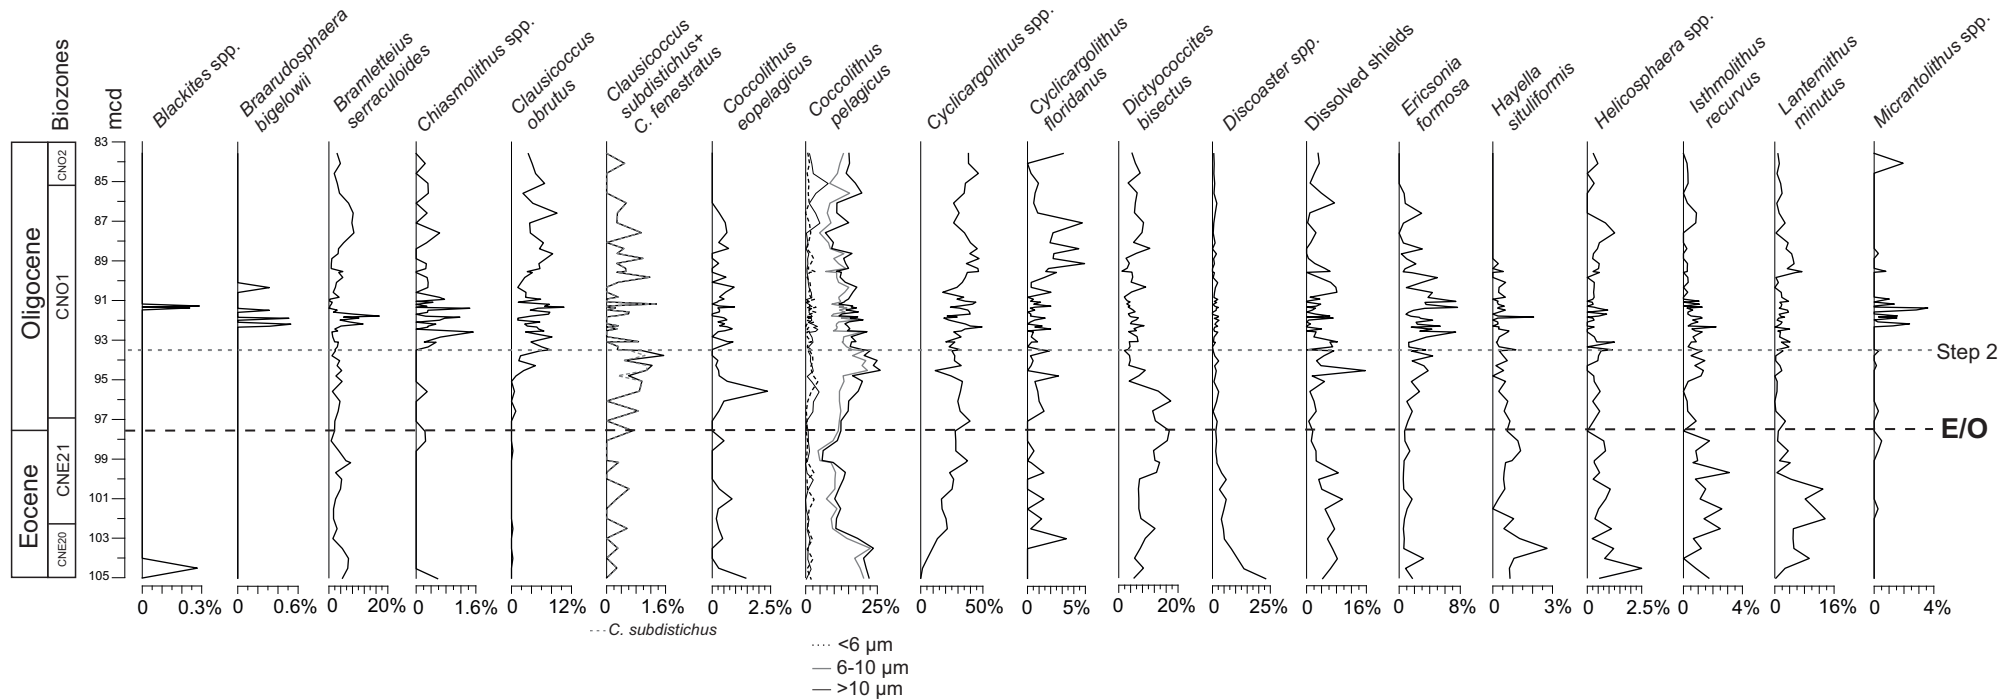 Biozones
mcd
Blackites spp.
Braarudosphaera
bigelowii
Bramletteius
serraculoides
Chiasmolithus spp.
Clausicoccus
obrutus
Clausicoccus
subdistichus+
C. fenestratus
Coccolithus
eopelagicus
Coccolithus
pelagicus
Cyclicargolithus spp.
Cyclicargolithus
floridanus
Dictyococcites
bisectus
Discoaster spp.
Dissolved shields
Ericsonia
formosa
Hayella
situliformis
Helicosphaera spp.
Isthmolithus
recurvus
Lanternithus
minutus
Micrantolithus spp.
Oligocene
Eocene
CNO2
CNO1
CNE21
CNE20
83
85
87
89
91
93
95
97
99
101
103
105
Step 2
E/O
0 0.3% 0 0.6% 0 20% 0 1.6% 0 12% 0 1.6% 0 2.5% 0 25% 0 50% 0 5% 0 20% 0 25% 0 16% 0 8% 0 3% 0 2.5% 0 4% 0 16% 0 4%
C. subdistichus
<6 µm
6-10 µm
>10 µm